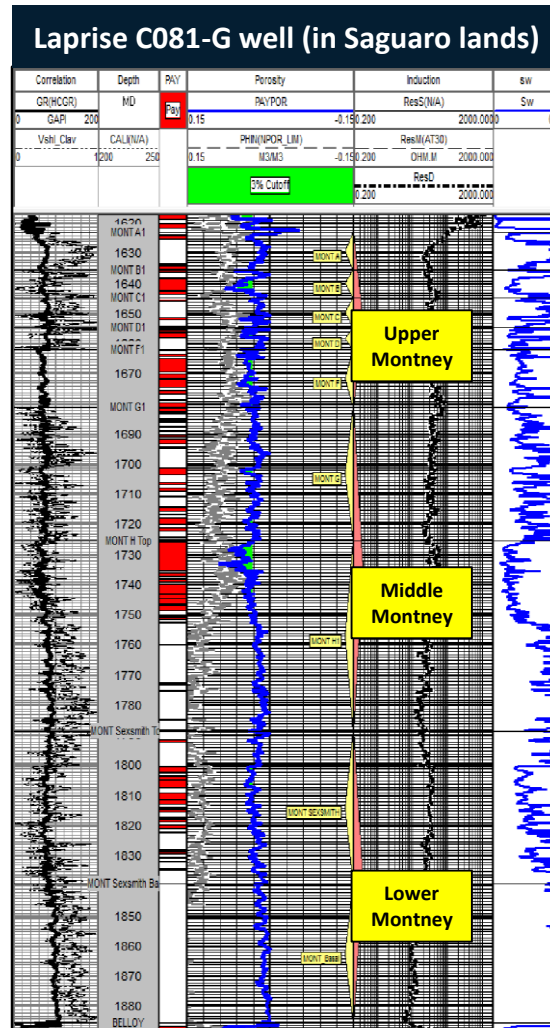 Laprise C081-G well (in Saguaro lands)
Correlation Depth PAY Porosity Induction sw
GR(HCGR) MD Pay PAYPOR ResS(N/A) Sw
0 GAPI 200 0.15 -0.15 0.200 2000.000
Vshl_Clav CALI(N/A) PHIN(NPOR_LIM) ResM(AT30)
0 1 200 250 0.15 M3/M3 -0.15 0.200 OHM.M 2000.000
3% Cutoff ResD
0.200 2000.000
1620
MONT A1
1630
MONT A
MONT B1
1640
MONT B
MONT C1
1650
MONT C
MONT D1
MONT D
MONT F1
Upper
Montney
1670
MONT F
MONT G1
1690
1700
MONT G
1710
1720
MONT H Top
1730
1740
Middle
Montney
1750
1760
MONT H1
1770
1780
MONT Sexsmith To
1800
1810
MONT SEXSMITH
1820
1830
MONT Sexsmith Ba
Lower
Montney
1850
1860
MONT_Basal
1870
1880
BELLOY